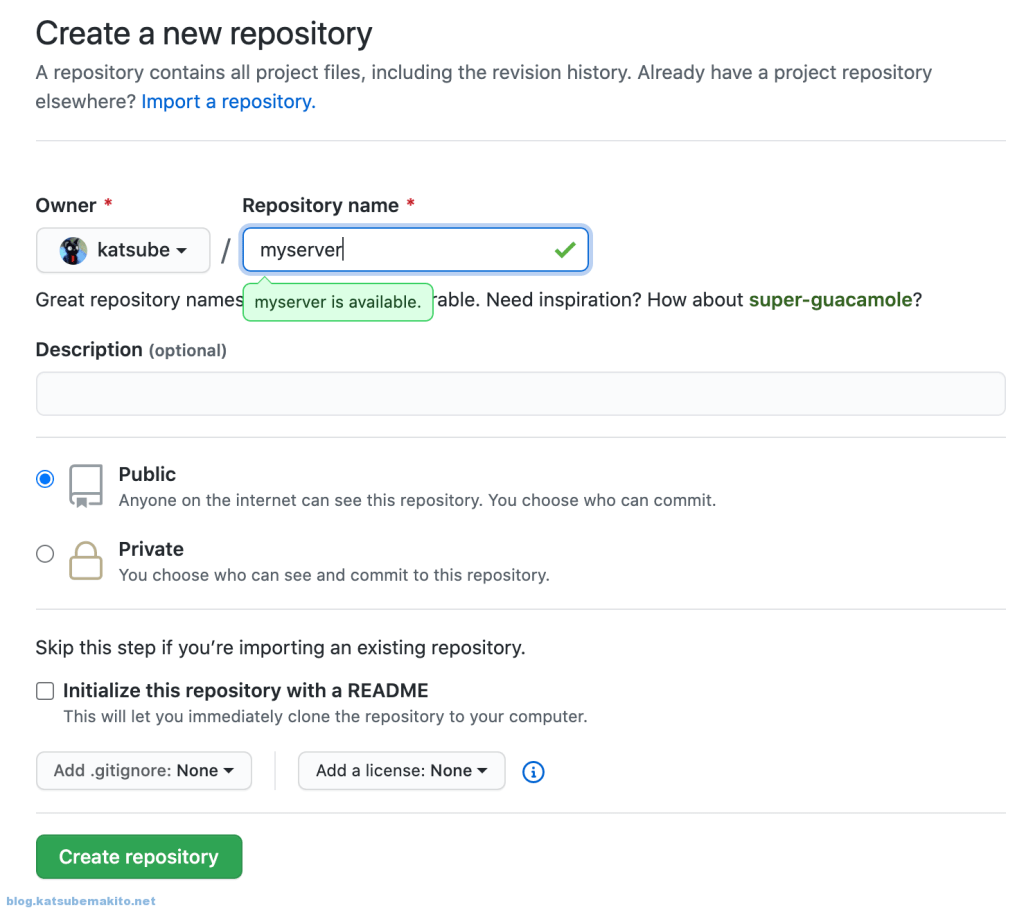 Create a new repository
A repository contains all project files, including the revision history. Already have a project repository
elsewhere? Import a repository.
Owner * Repository name *
katsube / myserver
Great repository names rable. Need inspiration? How about super-guacamole?
myserver is available.
Description (optional)
Public
Anyone on the internet can see this repository. You choose who can commit.
Private
You choose who can see and commit to this repository.
Skip this step if you’re importing an existing repository.
Initialize this repository with a README
This will let you immediately clone the repository to your computer.
Add .gitignore: None Add a license: None
Create repository
blog.katsubemakito.net